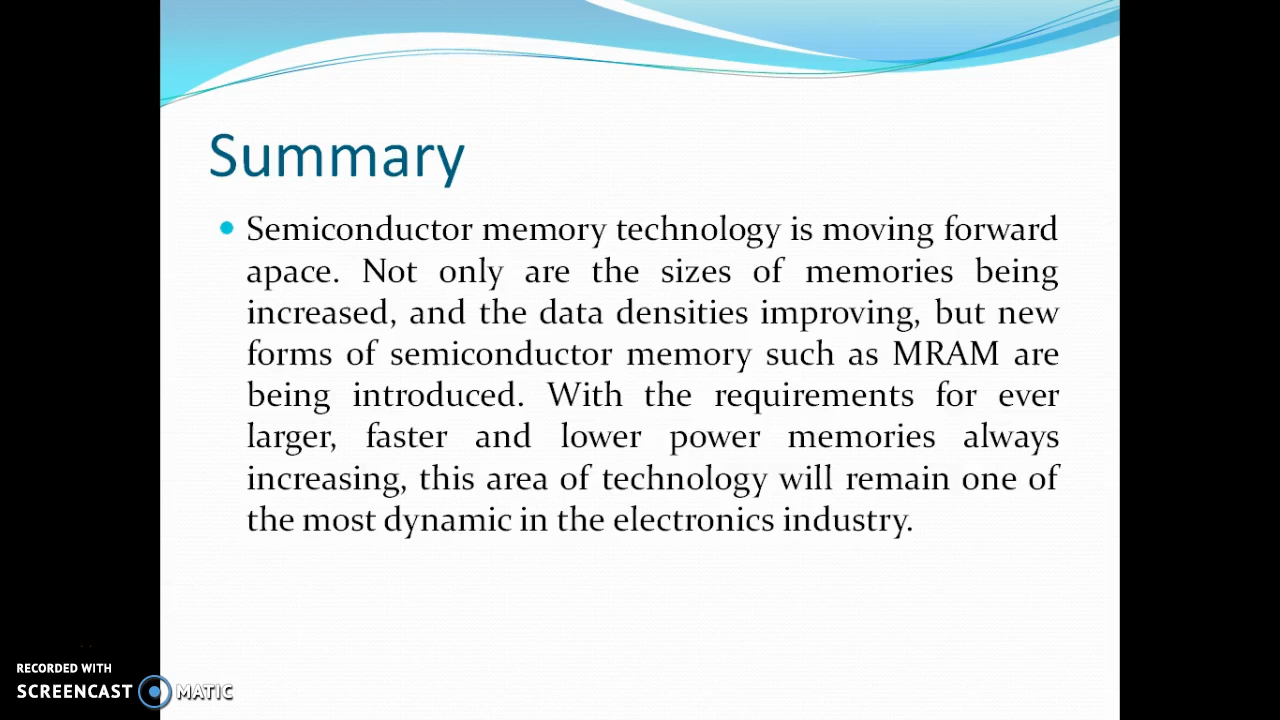 Summary
Semiconductor memory technology is moving forward
apace. Not only are the sizes of memories being
increased, and the data densities improving, but new
forms of semiconductor memory such as MRAM are
being introduced. With the requirements for ever
larger, faster and lower power memories always
increasing, this area of technology will remain one of
the most dynamic in the electronics industry.
RECORDED WITH
SCREENCAST MATIC